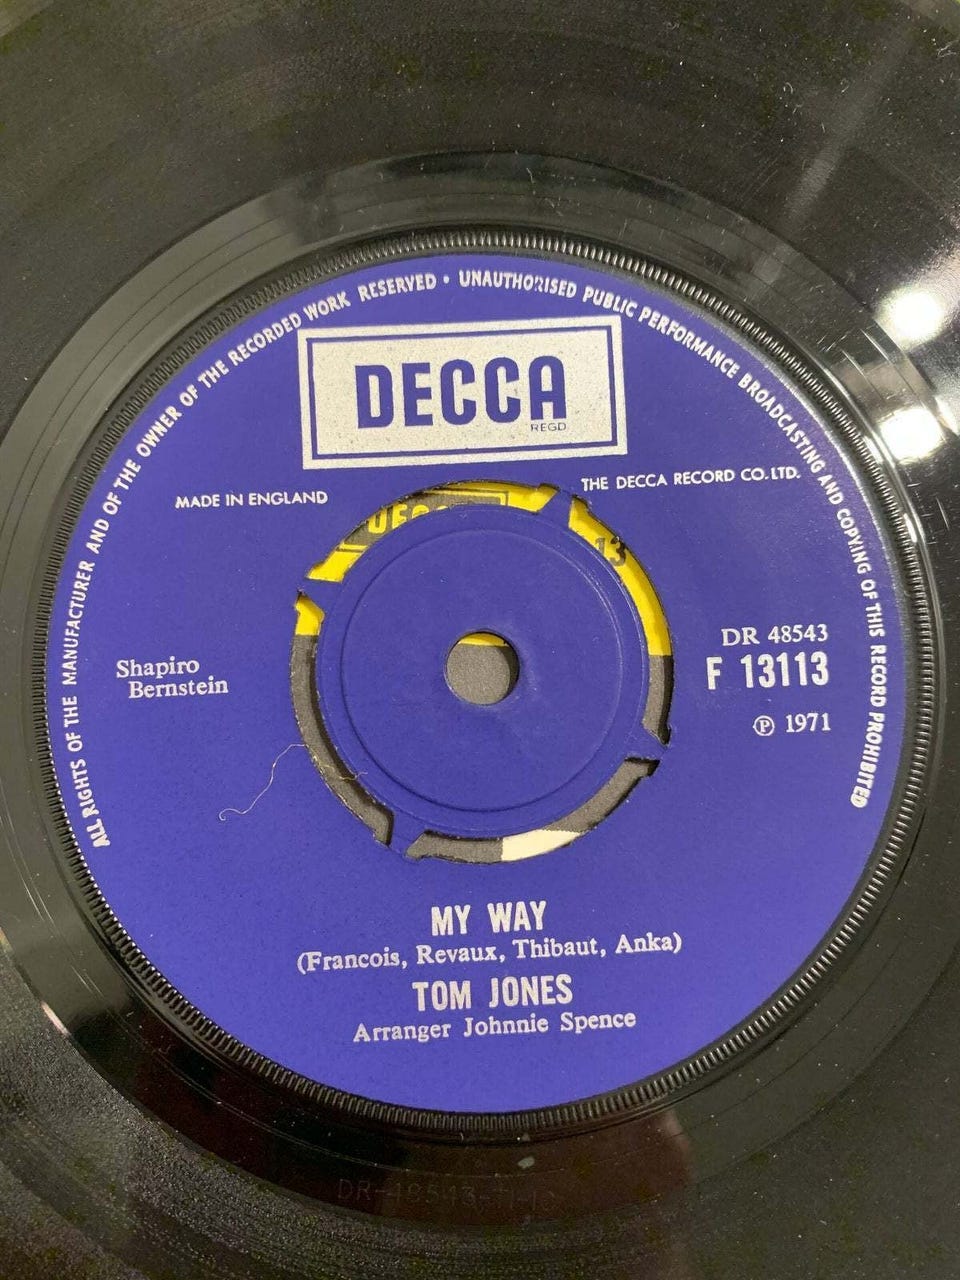 ALL RIGHTS OF THE MANUFACTURER AND OF THE OWNER OF THE RECORDED WORK RESERVED • UNAUTHORISED PUBLIC PERFORMANCE BROADCASTING AND COPYING OF THIS RECORD PROHIBITED
DECCA
REGD
MADE IN ENGLAND
THE DECCA RECORD CO. LTD.
13
DR 48543
F 13113
℗ 1971
Shapiro
Bernstein
MY WAY
(Francois, Revaux, Thibaut, Anka)
TOM JONES
Arranger Johnnie Spence